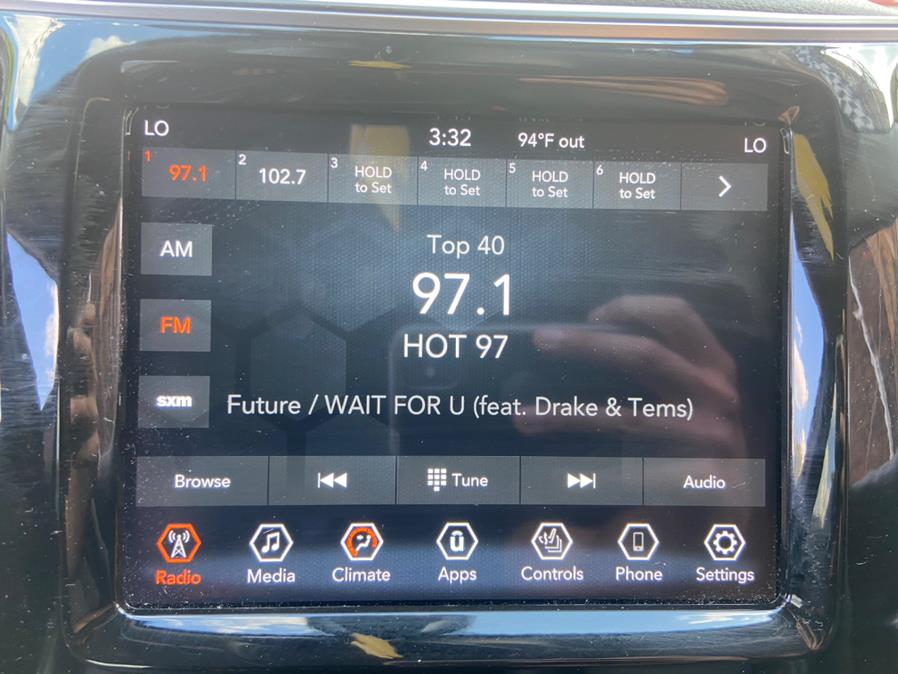 LO 3:32 94°F out LO
1 97.1 2 102.7 3 HOLD to Set 4 HOLD to Set 5 HOLD to Set 6 HOLD to Set
AM
Top 40
97.1
FM
HOT 97
sxm
Future / WAIT FOR U (feat. Drake & Tems)
Browse Tune Audio
Radio Media Climate Apps Controls Phone Settings